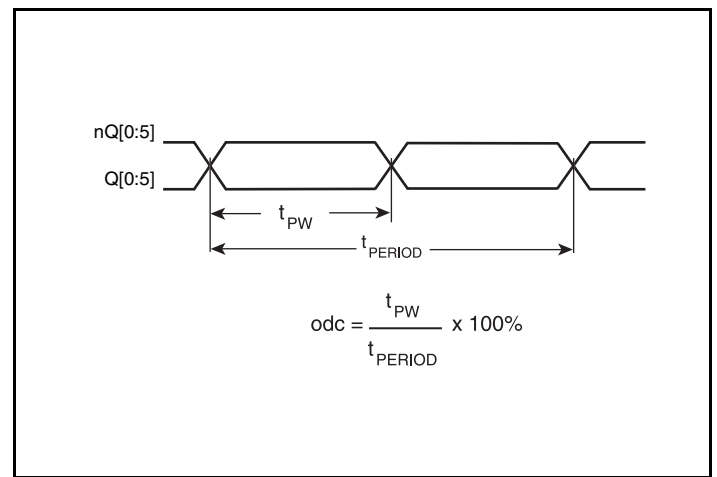 nQ[0:5]
Q[0:5]
tPW
tPERIOD
odc = tPW / tPERIOD x 100%